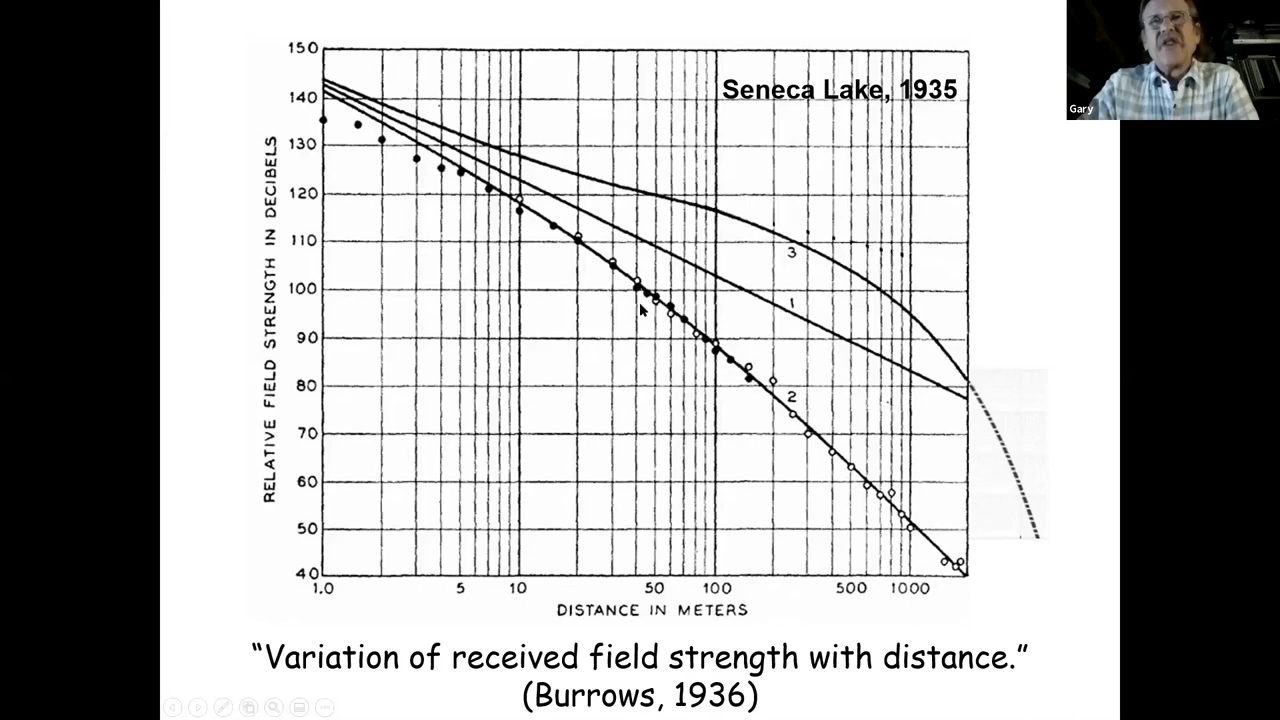 Seneca Lake, 1935
Gary
RELATIVE FIELD STRENGTH IN DECIBELS
150
140
130
120
110
100
90
80
70
60
50
40
3
1
2
1.0 5 10 50 100 500 1000
DISTANCE IN METERS
“Variation of received field strength with distance.”
(Burrows, 1936)